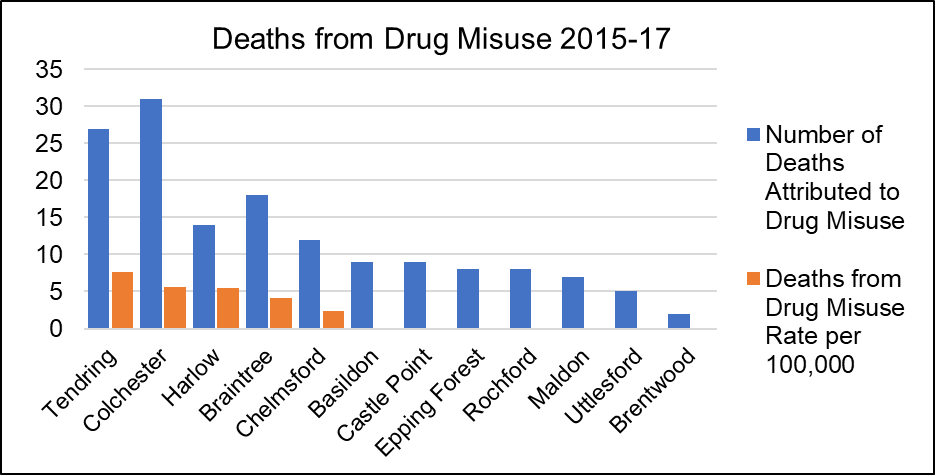 Deaths from Drug Misuse 2015-17
35
30
25
20
15
10
5
0
Tendring
Colchester
Harlow
Braintree
Chelmsford
Basildon
Castle Point
Epping Forest
Rochford
Maldon
Uttlesford
Brentwood
Number of
Deaths
Attributed to
Drug Misuse
Deaths from
Drug Misuse
Rate per
100,000